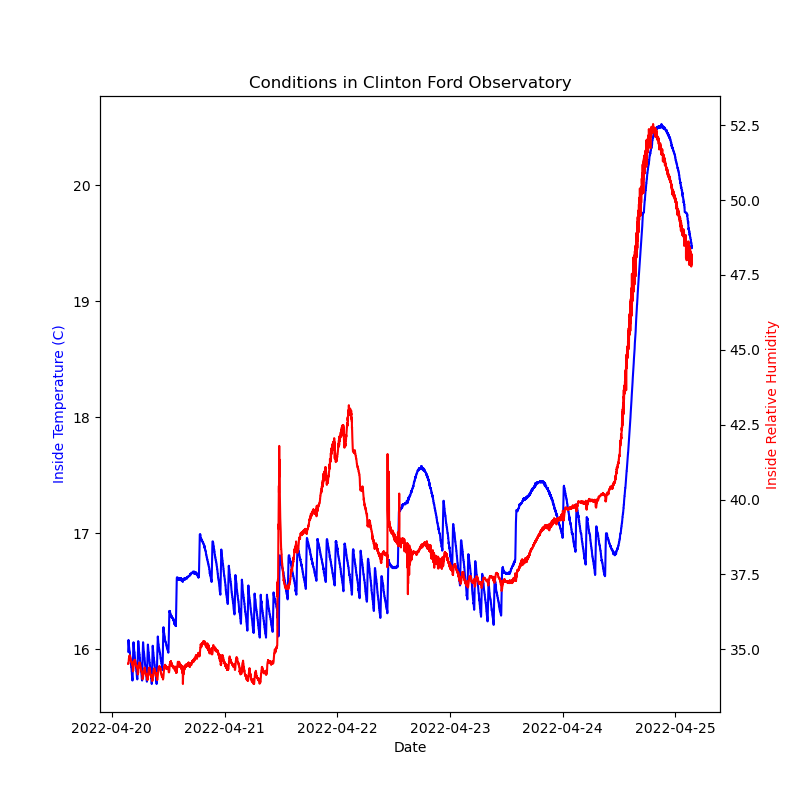 Conditions in Clinton Ford Observatory
20
19
18
17
16
Inside Temperature (C)
52.5
50.0
47.5
45.0
42.5
40.0
37.5
35.0
Inside Relative Humidity
2022-04-20 2022-04-21 2022-04-22 2022-04-23 2022-04-24 2022-04-25
Date